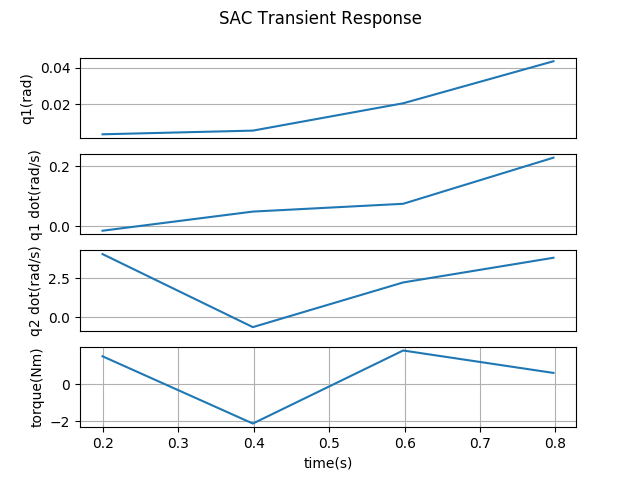 SAC Transient Response
0.04
0.02
q1(rad)
0.2
0.0
q1 dot(rad/s)
2.5
0.0
q2 dot(rad/s)
0
−2
torque(Nm)
0.2 0.3 0.4 0.5 0.6 0.7 0.8
time(s)